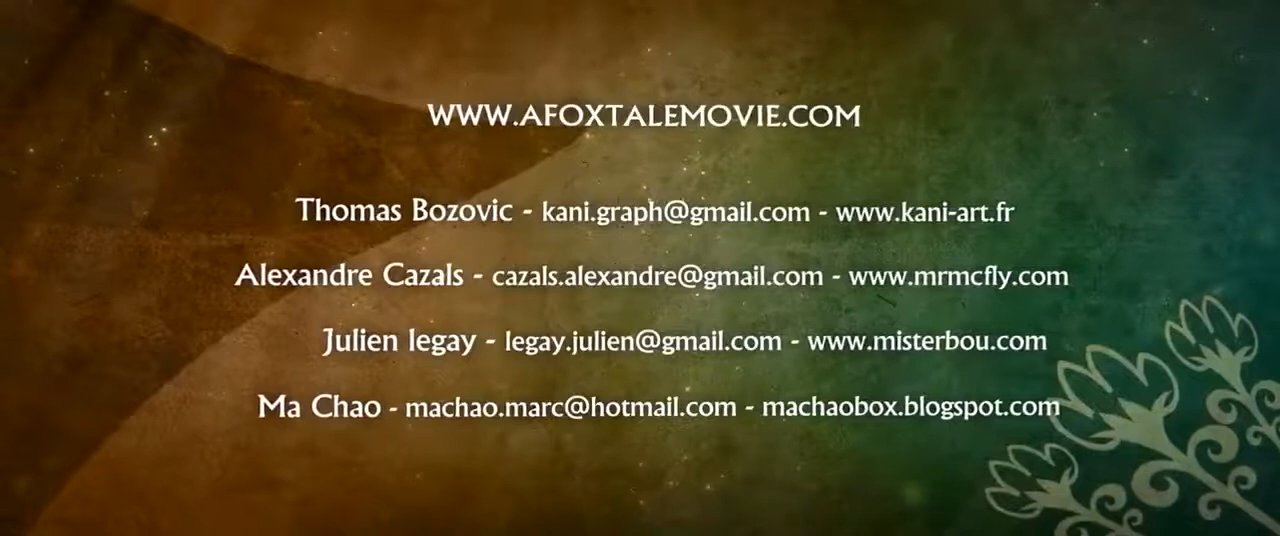 WWW.AFOXTALEMOVIE.COM
Thomas Bozovic - kani.graph@gmail.com - www.kani-art.fr
Alexandre Cazals - cazals.alexandre@gmail.com - www.mrmcfly.com
Julien legay - legay.julien@gmail.com - www.misterbou.com
Ma Chao - machao.marc@hotmail.com - machaobox.blogspot.com